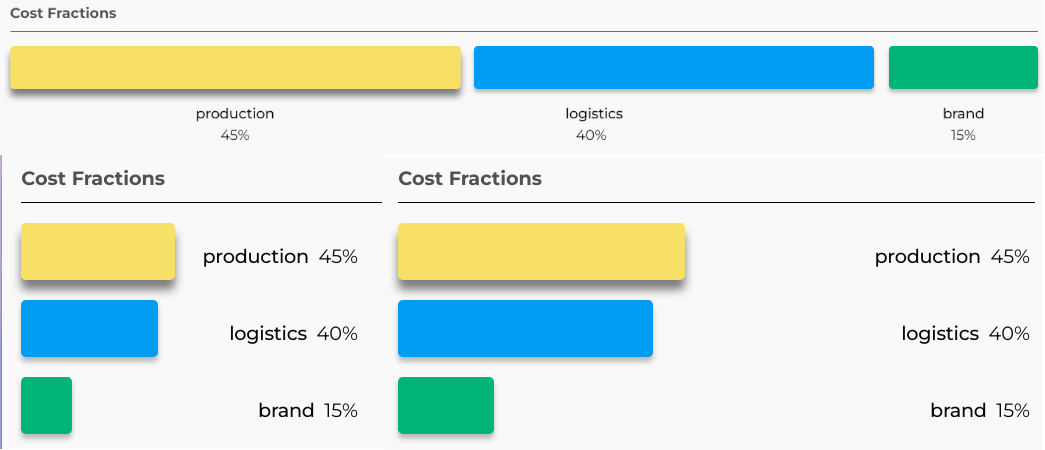 Cost Fractions
production logistics brand
45% 40% 15%
Cost Fractions
production 45%
logistics 40%
brand 15%
Cost Fractions
production 45%
logistics 40%
brand 15%